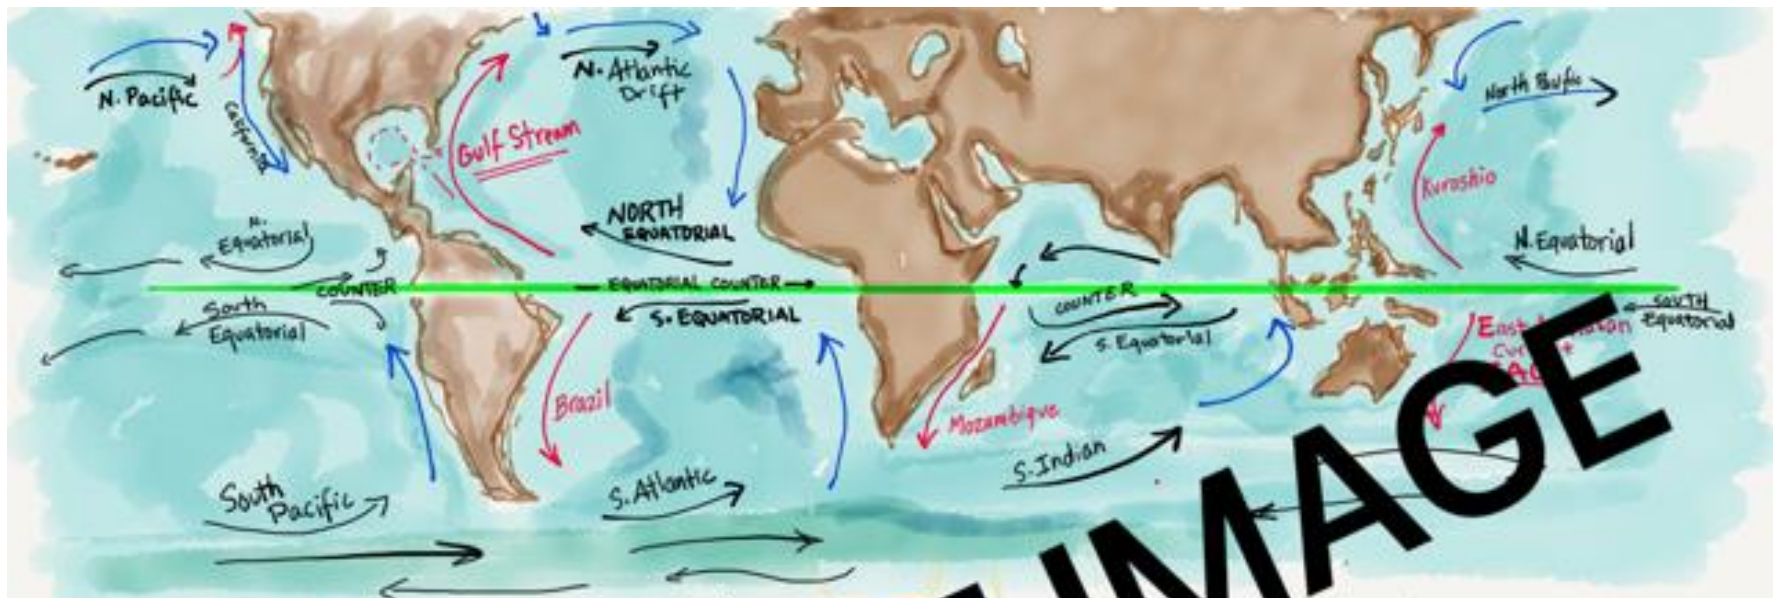 N. Pacific
California
Gulf Stream
N. Atlantic
Drift
North Pacific
Kuroshio
N.
Equatorial
NORTH
EQUATORIAL
N. Equatorial
COUNTER
EQUATORIAL COUNTER
COUNTER
South
Equatorial
S. EQUATORIAL
S. Equatorial
SOUTH
Equatorial
East
Brazil
Mozambique
South
Pacific
S. Atlantic
S. Indian
IMAGE